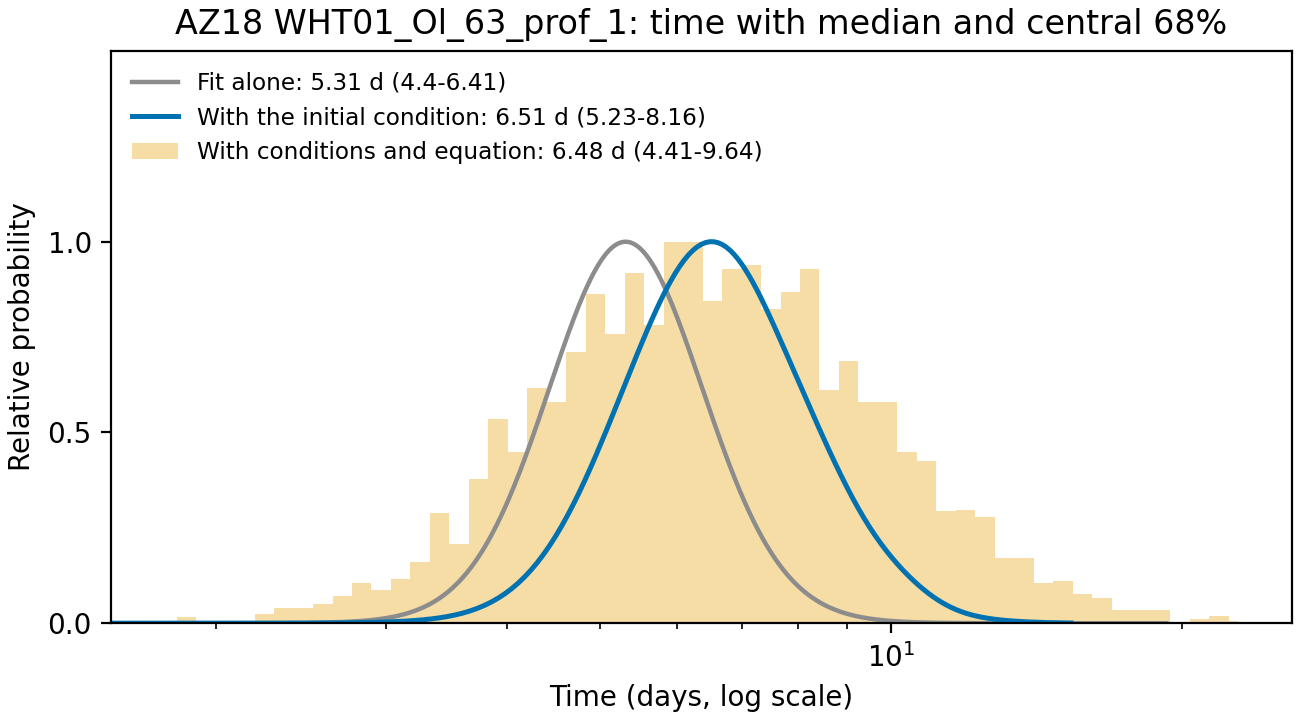 AZ18 WHT01_Ol_63_prof_1: time with median and central 68%
Fit alone: 5.31 d (4.4-6.41)
With the initial condition: 6.51 d (5.23-8.16)
With conditions and equation: 6.48 d (4.41-9.64)
Relative probability
1.0
0.5
0.0
10¹
Time (days, log scale)